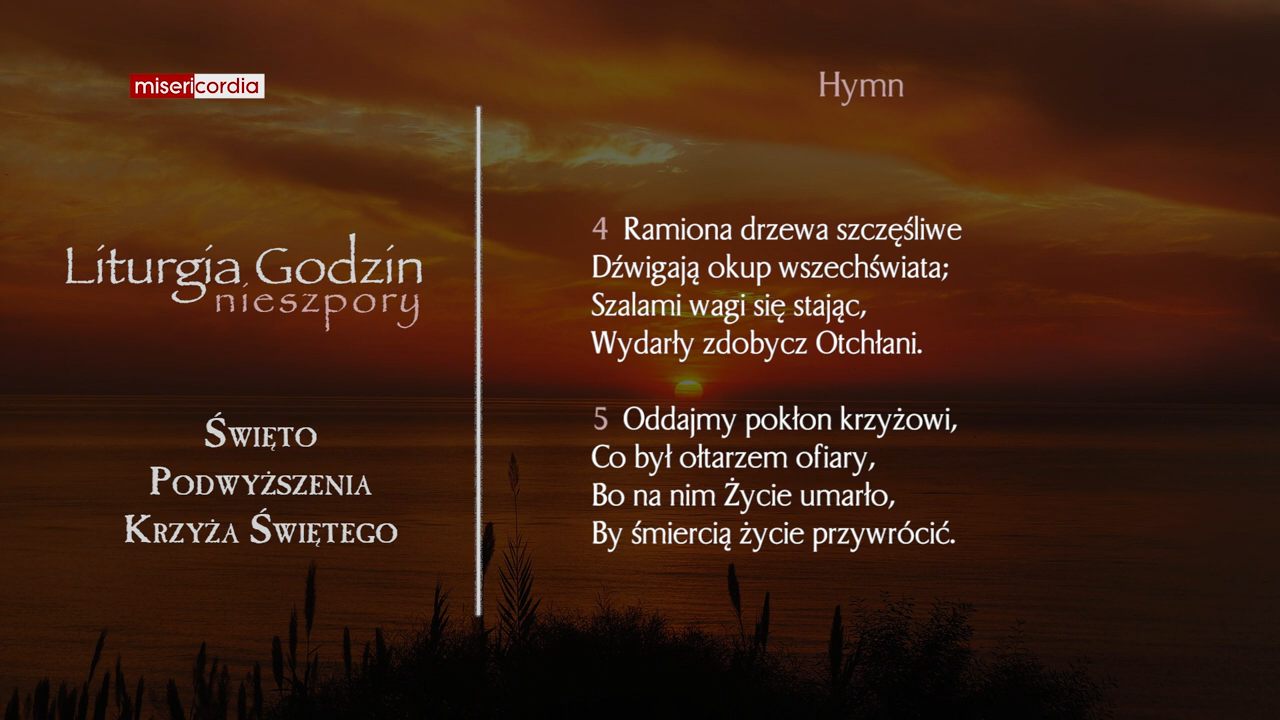 misericordia
Liturgia Godzin
nieszpory
Święto
Podwyższenia
Krzyża Świętego
Hymn
4 Ramiona drzewa szczęśliwe
Dźwigają okup wszechświata;
Szalami wagi się stając,
Wydarły zdobycz Otchłani.
5 Oddajmy pokłon krzyżowi,
Co był ołtarzem ofiary,
Bo na nim Życie umarło,
By śmiercią życie przywrócić.